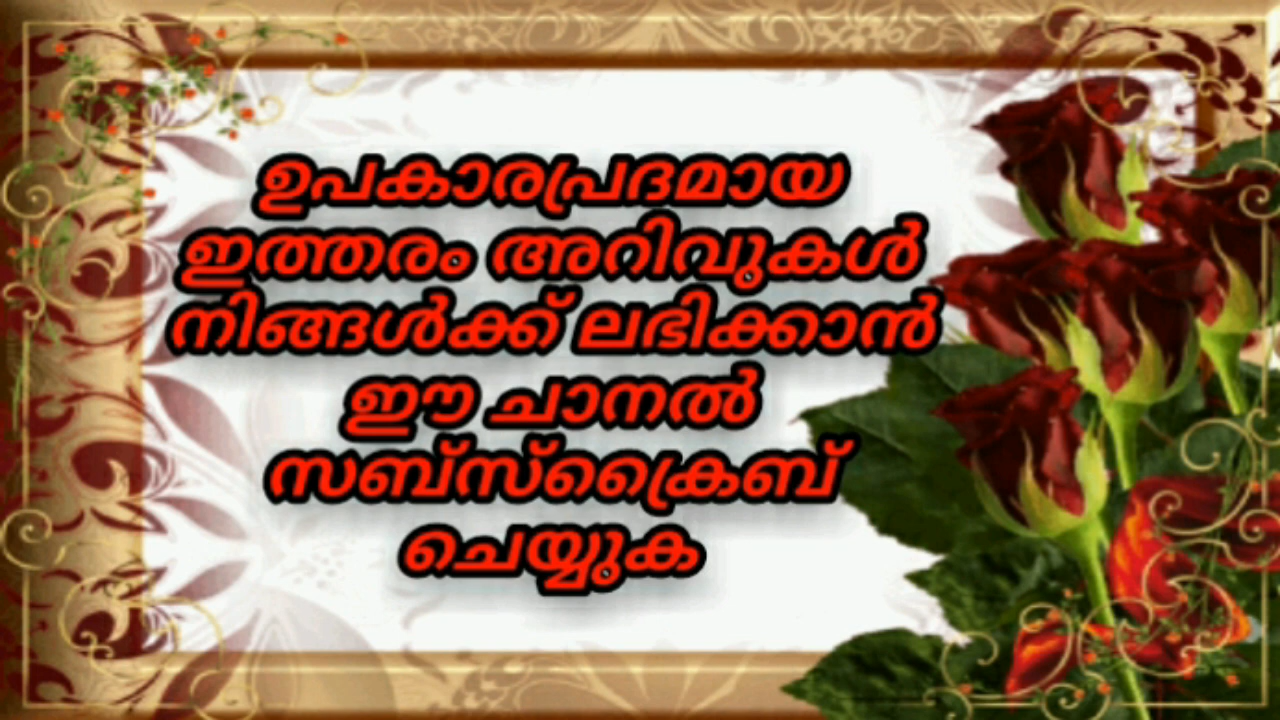 ഉപകാരപ്രദമായ
ഇത്തരം അറിവുകൾ
നിങ്ങൾക്ക് ലഭിക്കാൻ
ഈ ചാനൽ
സബ്സ്ക്രൈബ്
ചെയ്യുക